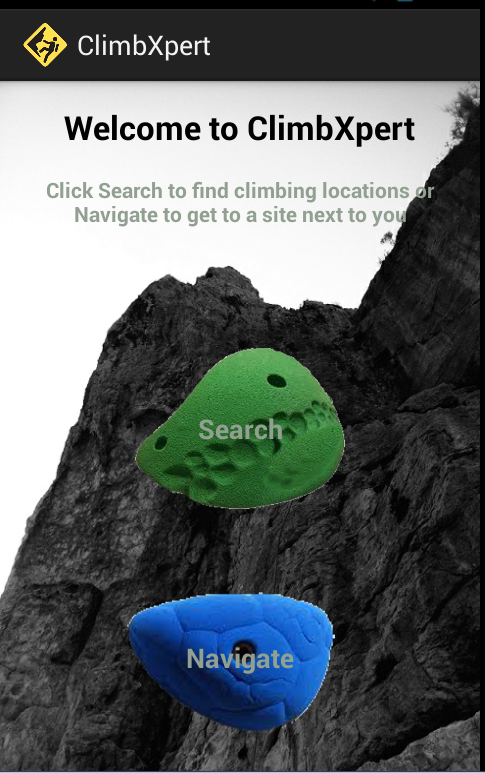 ClimbXpert
Welcome to ClimbXpert
Click Search to find climbing locations or
Navigate to get to a site next to you
Search
Navigate